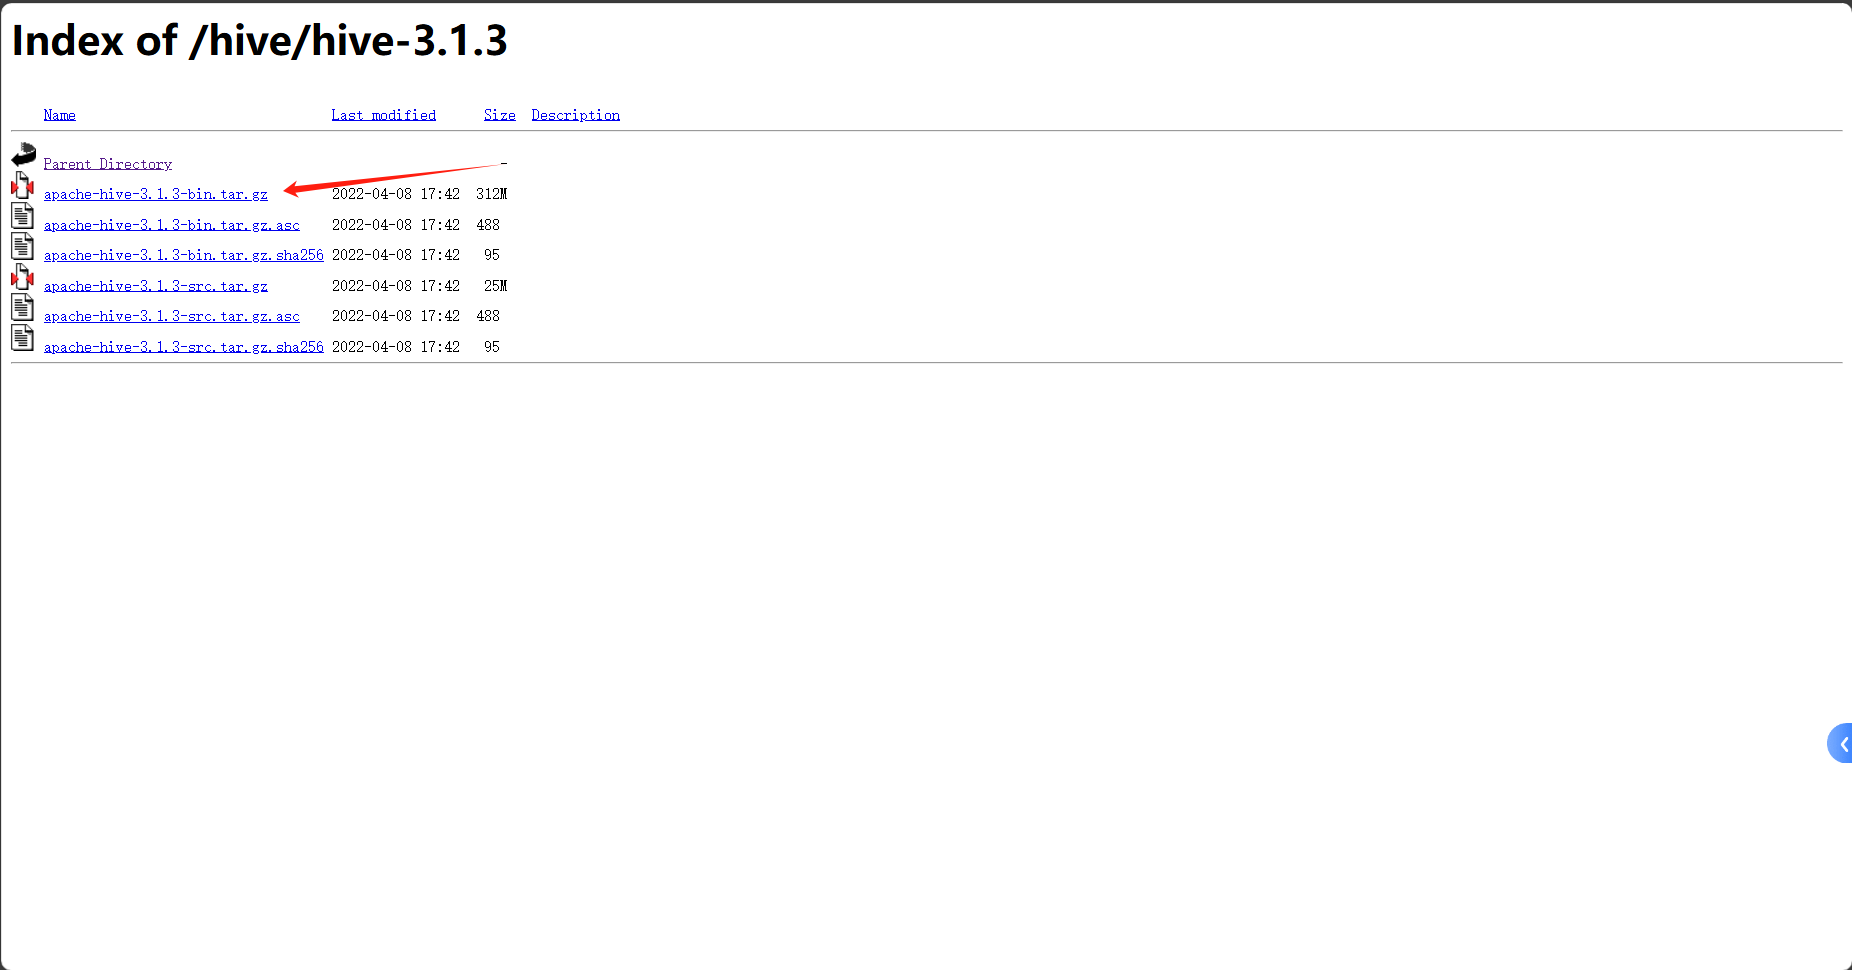 Index of /hive/hive-3.1.3
Name Last modified Size Description
Parent Directory -
apache-hive-3.1.3-bin.tar.gz 2022-04-08 17:42 312M
apache-hive-3.1.3-bin.tar.gz.asc 2022-04-08 17:42 488
apache-hive-3.1.3-bin.tar.gz.sha256 2022-04-08 17:42 95
apache-hive-3.1.3-src.tar.gz 2022-04-08 17:42 25M
apache-hive-3.1.3-src.tar.gz.asc 2022-04-08 17:42 488
apache-hive-3.1.3-src.tar.gz.sha256 2022-04-08 17:42 95